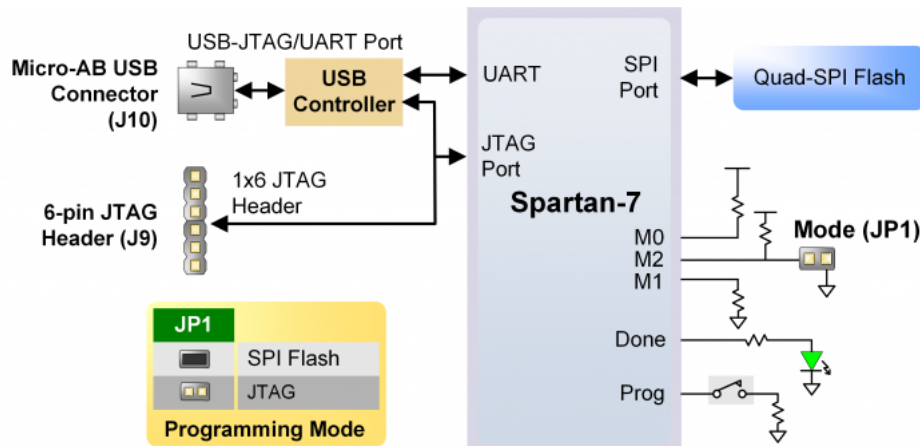 USB-JTAG/UART Port
Micro-AB USB
Connector
(J10)
USB
Controller
UART
SPI
Port
Quad-SPI Flash
JTAG
Port
1x6 JTAG
Header
6-pin JTAG
Header (J9)
Spartan-7
Mode (JP1)
M0
M2
M1
Done
Prog
JP1
SPI Flash
JTAG
Programming Mode